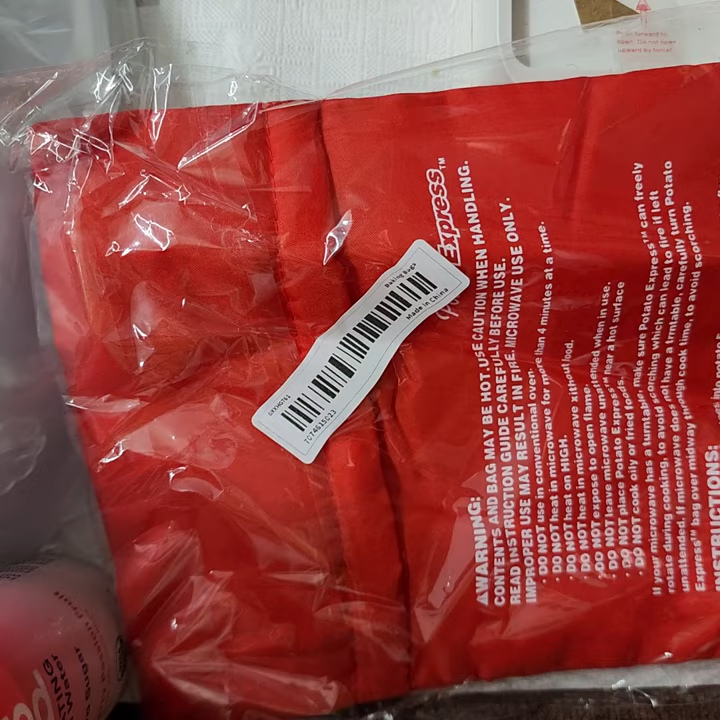 Express™
⚠WARNING:
CONTENTS AND BAG MAY BE HOT. USE CAUTION WHEN HANDLING.
READ INSTRUCTION GUIDE CAREFULLY BEFORE USE.
IMPROPER USE MAY RESULT IN FIRE. MICROWAVE USE ONLY.
· DO NOT use in conventional oven.
· DO NOT heat in microwave for more than 4 minutes at a time.
· DO NOT heat on HIGH.
· DO NOT heat in microwave without food.
· DO NOT expose to open flame.
· DO NOT leave microwave unattended when in use.
· DO NOT place Potato Express™ near a hot surface
· DO NOT cook oily or fried foods.
If your microwave has a turntable, make sure Potato Express™ can freely
rotate during cooking, to avoid scorching which can lead to fire if left
unattended. If microwave does not have a turntable, carefully turn Potato
Express™ bag over midway through cook time, to avoid scorching.
INSTRUCTIONS:
Baking Bags
Made in China
GXXH0761
7C74615C23
Passion Fruit
Sugar
Water
TING